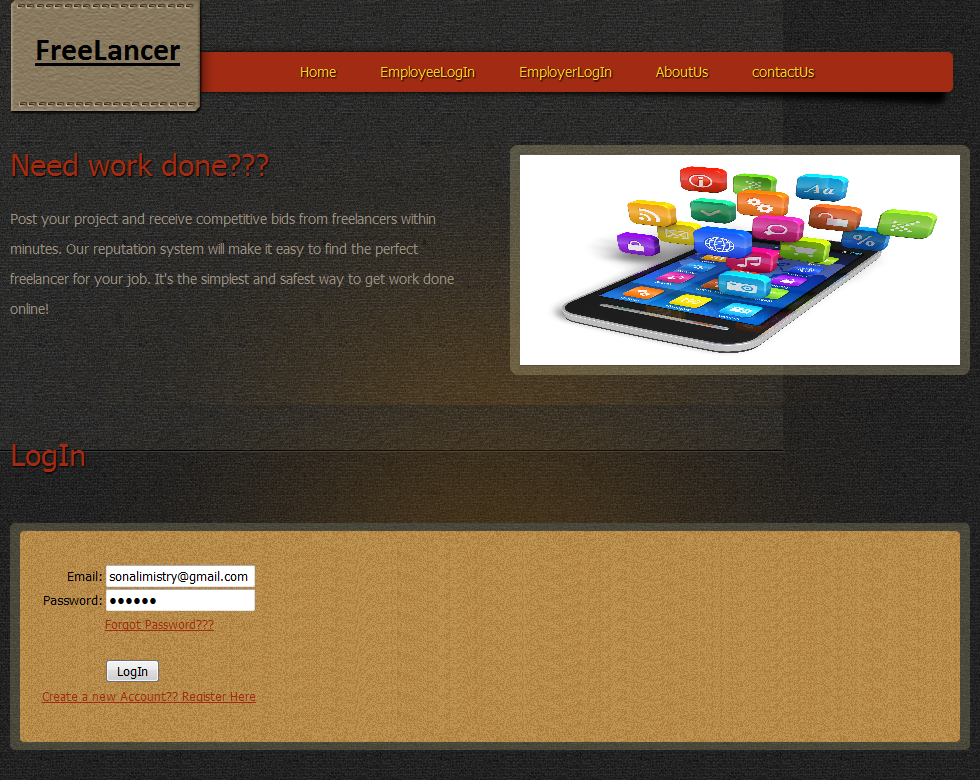 FreeLancer
Home EmployeeLogIn EmployerLogIn AboutUs contactUs
Need work done???
Post your project and receive competitive bids from freelancers within
minutes. Our reputation system will make it easy to find the perfect
freelancer for your job. It's the simplest and safest way to get work done
online!
Aa
%
LogIn
Email: sonalimistry@gmail.com
Password: ••••••
Forgot Password???
LogIn
Create a new Account?? Register Here